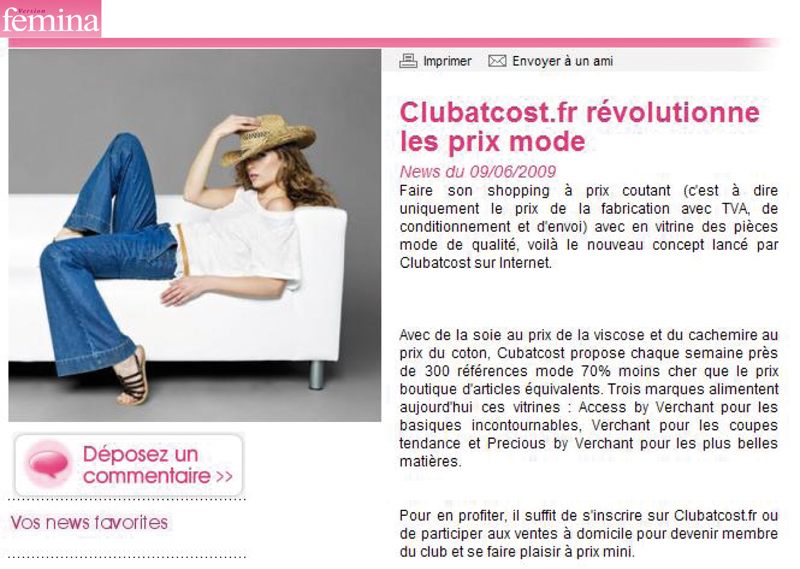 Version
femina
Imprimer
Envoyer à un ami
Clubatcost.fr révolutionne
les prix mode
News du 09/06/2009
Faire son shopping à prix coutant (c'est à dire
uniquement le prix de la fabrication avec TVA, de
conditionnement et d'envoi) avec en vitrine des pièces
mode de qualité, voilà le nouveau concept lancé par
Clubatcost sur Internet.
Avec de la soie au prix de la viscose et du cachemire au
prix du coton, Cubatcost propose chaque semaine près
de 300 références mode 70% moins cher que le prix
boutique d'articles équivalents. Trois marques alimentent
aujourd'hui ces vitrines : Access by Verchant pour les
basiques incontournables, Verchant pour les coupes
tendance et Precious by Verchant pour les plus belles
matières.
Pour en profiter, il suffit de s'inscrire sur Clubatcost.fr ou
de participer aux ventes à domicile pour devenir membre
du club et se faire plaisir à prix mini.
Déposez un
commentaire >>
Vos news favorites